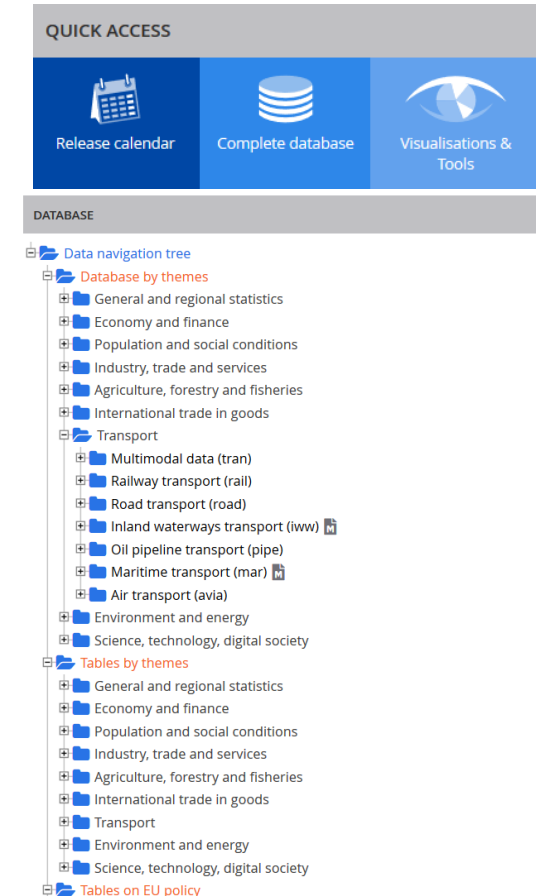 QUICK ACCESS
Release calendar
Complete database
Visualisations &
Tools
DATABASE
Data navigation tree
Database by themes
General and regional statistics
Economy and finance
Population and social conditions
Industry, trade and services
Agriculture, forestry and fisheries
International trade in goods
Transport
Multimodal data (tran)
Railway transport (rail)
Road transport (road)
Inland waterways transport (iww) M
Oil pipeline transport (pipe)
Maritime transport (mar) M
Air transport (avia)
Environment and energy
Science, technology, digital society
Tables by themes
General and regional statistics
Economy and finance
Population and social conditions
Industry, trade and services
Agriculture, forestry and fisheries
International trade in goods
Transport
Environment and energy
Science, technology, digital society
Tables on EU policy